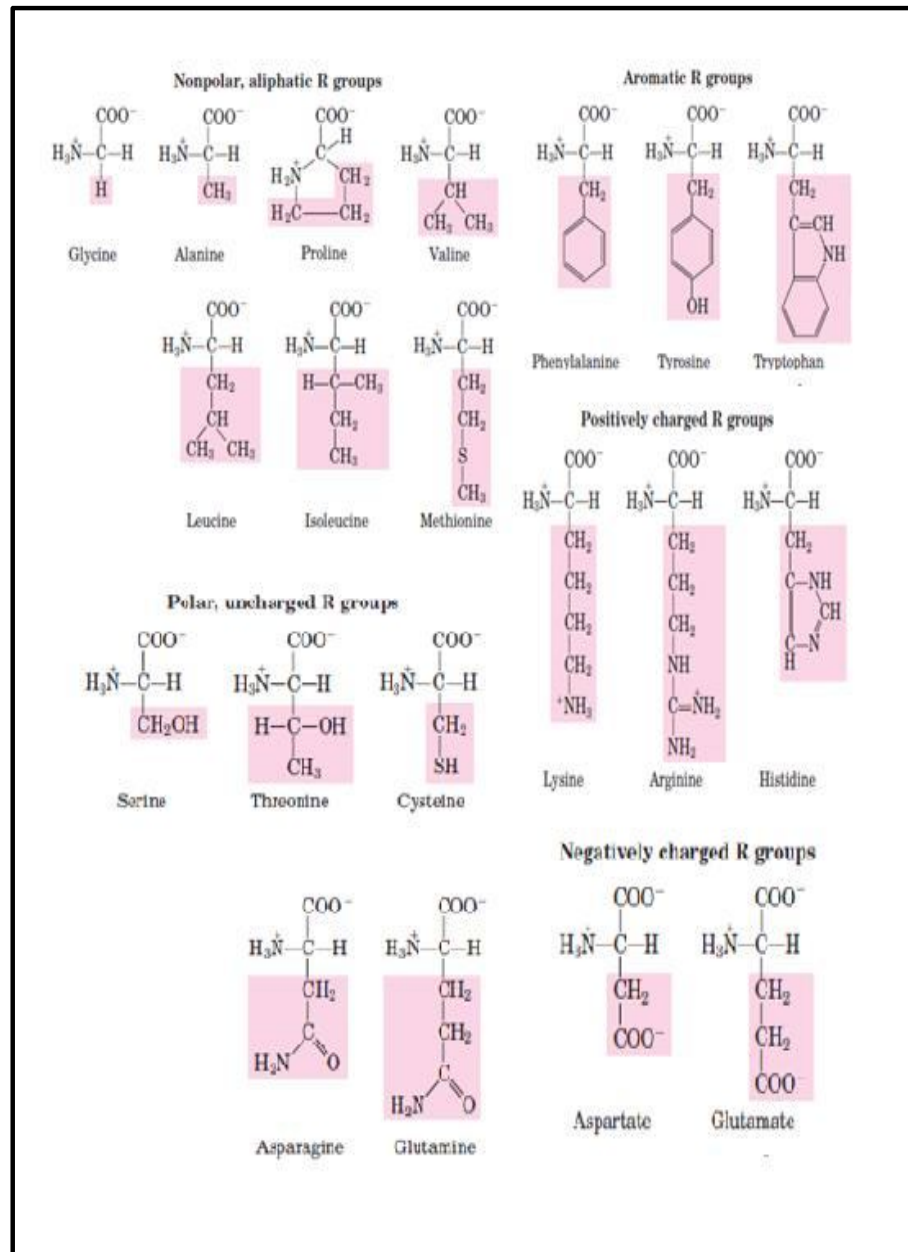 Nonpolar, aliphatic R groups
COO⁻ COO⁻ COO⁻ COO⁻
H₃N⁺–C–H H₃N⁺–C–H H H₃N⁺–C–H
H CH₃ H₂N⁺ C CH₂ CH
H₂C CH₂ CH₃ CH₃
Glycine Alanine Proline Valine
COO⁻ COO⁻ COO⁻
H₃N⁺–C–H H₃N⁺–C–H H₃N⁺–C–H
CH₂ H–C–CH₃ CH₂
CH CH₂ CH₂
CH₃ CH₃ CH₃ S
CH₃
Leucine Isoleucine Methionine
Polar, uncharged R groups
COO⁻ COO⁻ COO⁻
H₃N⁺–C–H H₃N⁺–C–H H₃N⁺–C–H
CH₂OH H–C–OH CH₂
CH₃ SH
Serine Threonine Cysteine
COO⁻ COO⁻
H₃N⁺–C–H H₃N⁺–C–H
CH₂ CH₂
C CH₂
H₂N O C
H₂N O
Asparagine Glutamine
Aromatic R groups
COO⁻ COO⁻ COO⁻
H₃N⁺–C–H H₃N⁺–C–H H₃N⁺–C–H
CH₂ CH₂ CH₂
C=CH
NH
OH
Phenylalanine Tyrosine Tryptophan
Positively charged R groups
COO⁻ COO⁻ COO⁻
H₃N⁺–C–H H₃N⁺–C–H H₃N⁺–C–H
CH₂ CH₂ CH₂
CH₂ CH₂ C–NH
CH₂ CH₂ CH
CH₂ NH C–N
⁺NH₃ C=N⁺H₂ H
NH₂
Lysine Arginine Histidine
Negatively charged R groups
COO⁻ COO⁻
H₃N⁺–C–H H₃N⁺–C–H
CH₂ CH₂
COO⁻ CH₂
COO⁻
Aspartate Glutamate